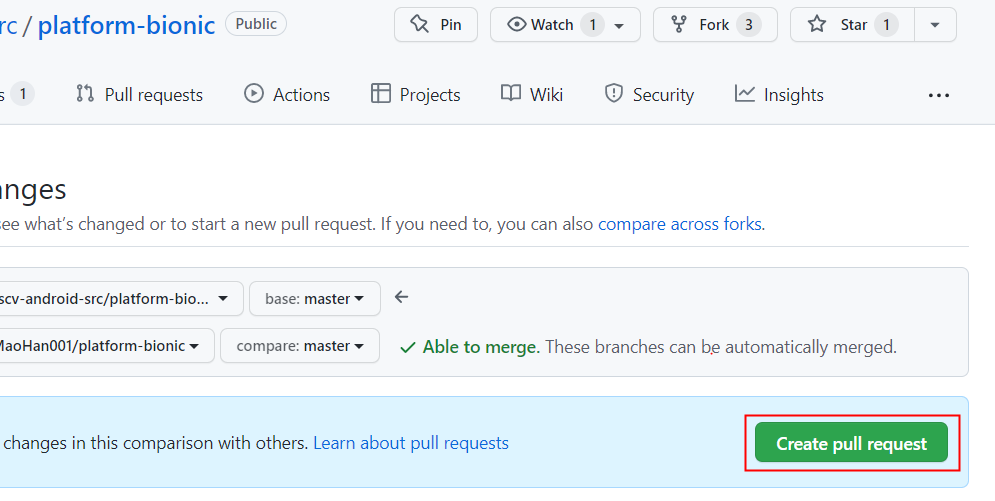 rc / platform-bionic Public Pin Watch 1 Fork 3 Star 1
s 1 Pull requests Actions Projects Wiki Security Insights ...
anges
see what's changed or to start a new pull request. If you need to, you can also compare across forks.
scv-android-src/platform-bio... base: master
MaoHan001/platform-bionic compare: master Able to merge. These branches can be automatically merged.
changes in this comparison with others. Learn about pull requests Create pull request